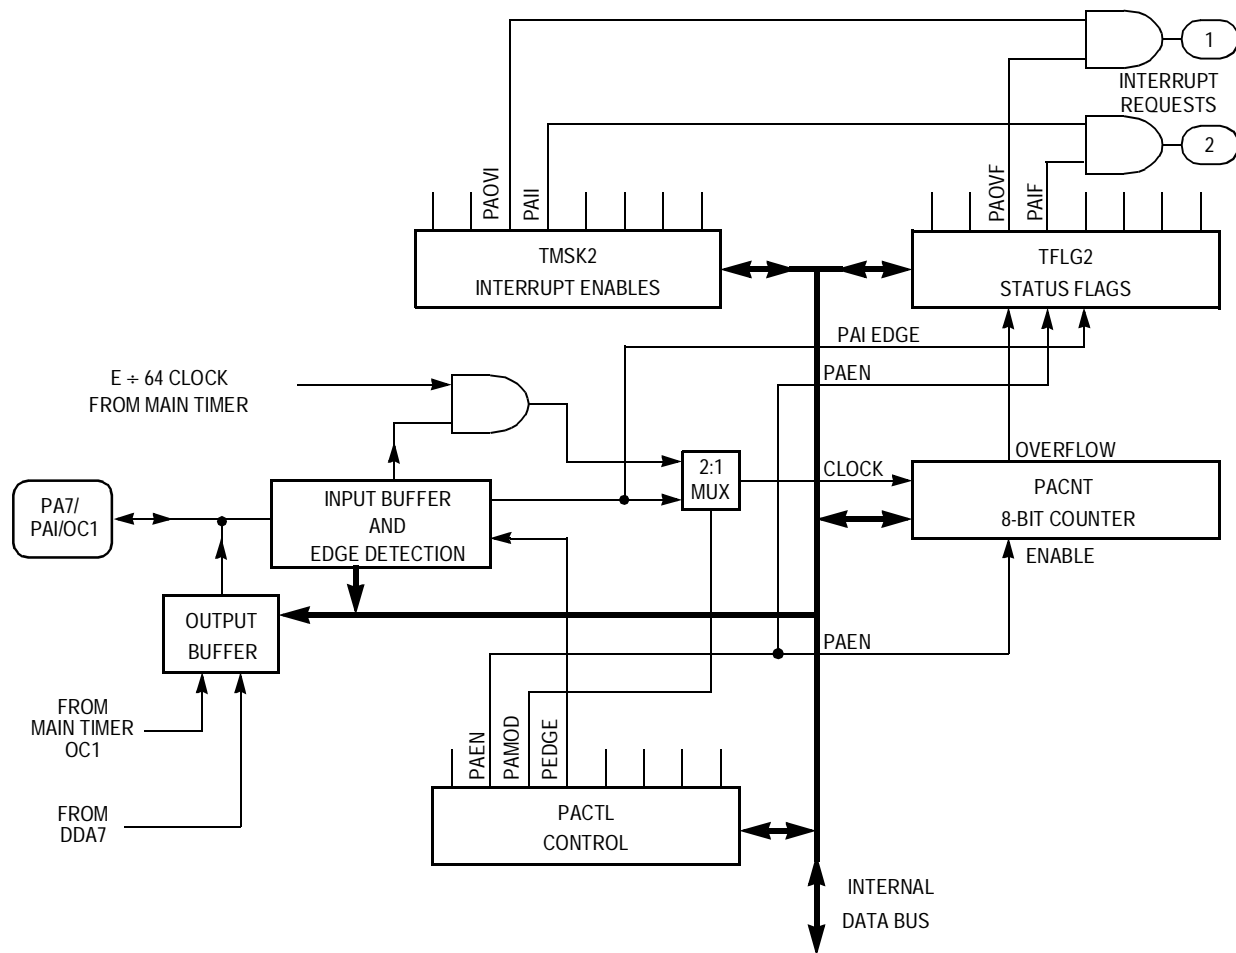 1
INTERRUPT
REQUESTS
2
PAOVI
PAII
PAOVF
PAIF
TMSK2
INTERRUPT ENABLES
TFLG2
STATUS FLAGS
PAI EDGE
PAEN
E ÷ 64 CLOCK
FROM MAIN TIMER
OVERFLOW
2:1
MUX
CLOCK
PACNT
8-BIT COUNTER
PA7/
PAI/OC1
INPUT BUFFER
AND
EDGE DETECTION
ENABLE
OUTPUT
BUFFER
PAEN
FROM
MAIN TIMER
OC1
PAEN
PAMOD
PEDGE
FROM
DDA7
PACTL
CONTROL
INTERNAL
DATA BUS